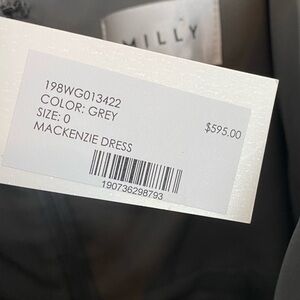 MILLY
198WG013422
COLOR: GREY
$595.00
SIZE: 0
MACKENZIE DRESS
190736298793